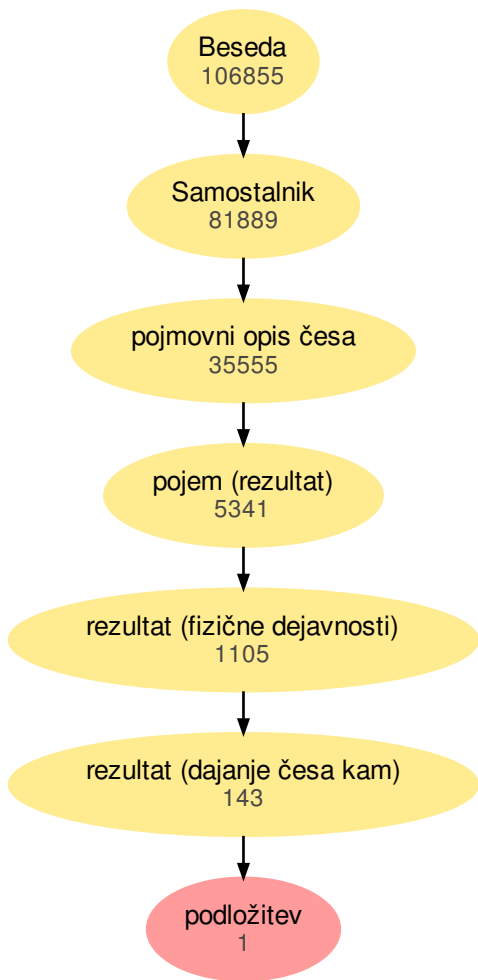 Beseda
106855
Samostalnik
81889
pojmovni opis česa
35555
pojem (rezultat)
5341
rezultat (fizične dejavnosti)
1105
rezultat (dajanje česa kam)
143
podložitev
1